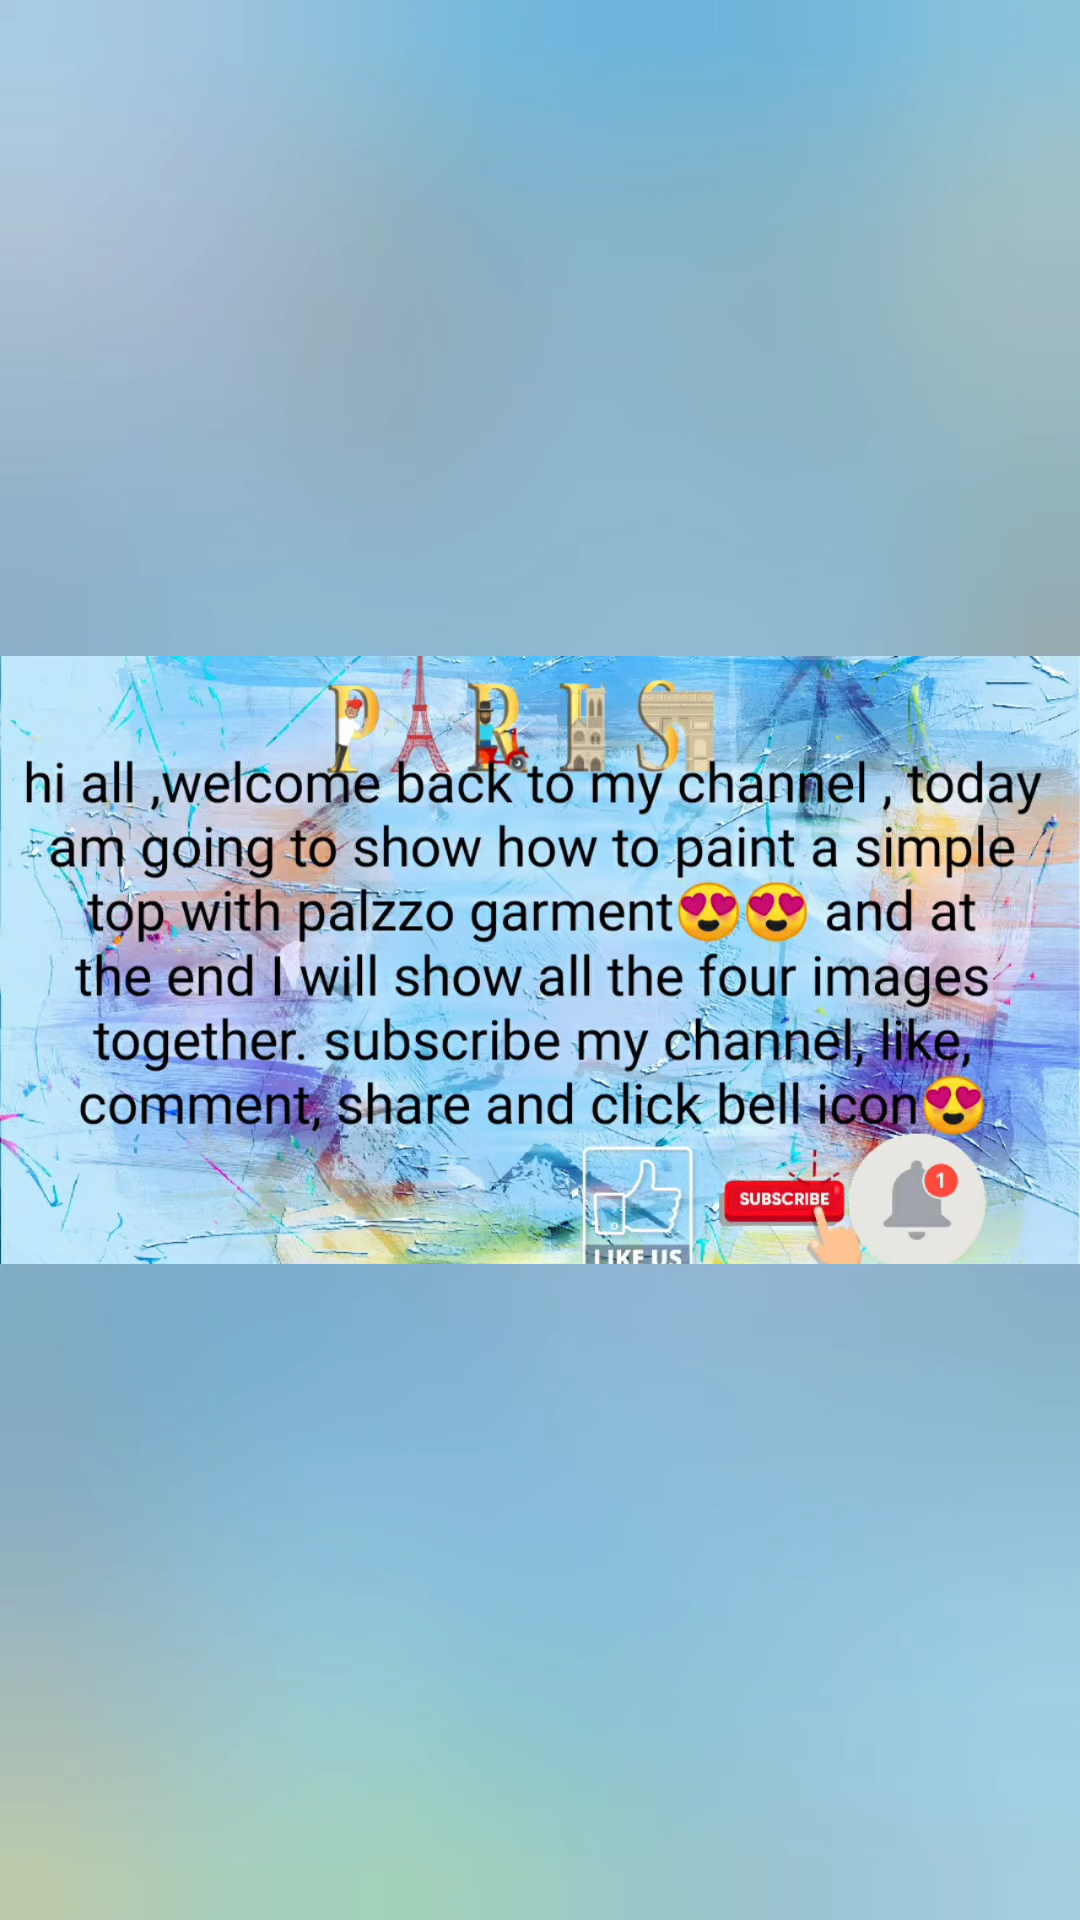 PARIS
hi all ,welcome back to my channel , today
am going to show how to paint a simple
top with palzzo garment😍😍 and at
the end I will show all the four images
together. subscribe my channel, like,
comment, share and click bell icon😍
1
SUBSCRIBE
LIKE US